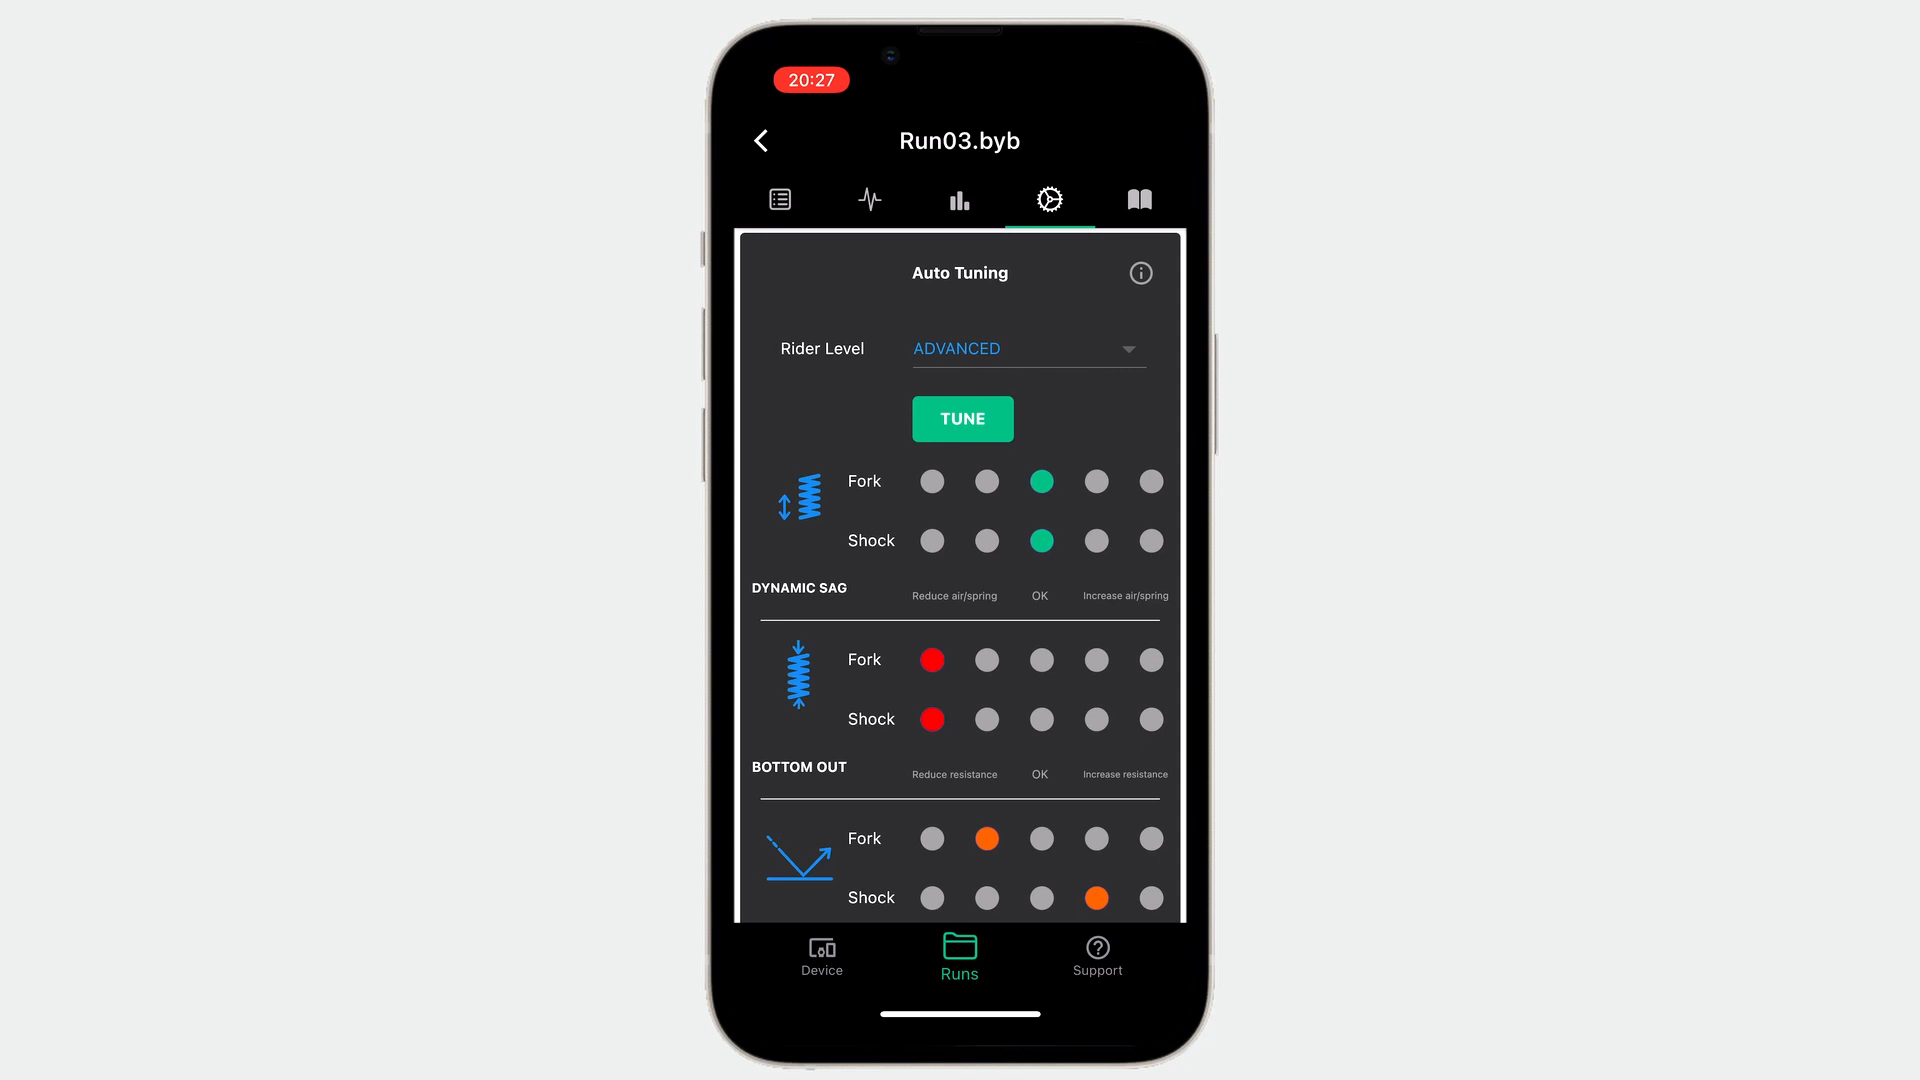 20:27
Run03.byb
Auto Tuning
Rider Level ADVANCED
TUNE
Fork
Shock
DYNAMIC SAG
Reduce air/spring OK Increase air/spring
Fork
Shock
BOTTOM OUT
Reduce resistance OK Increase resistance
Fork
Shock
Device Runs Support